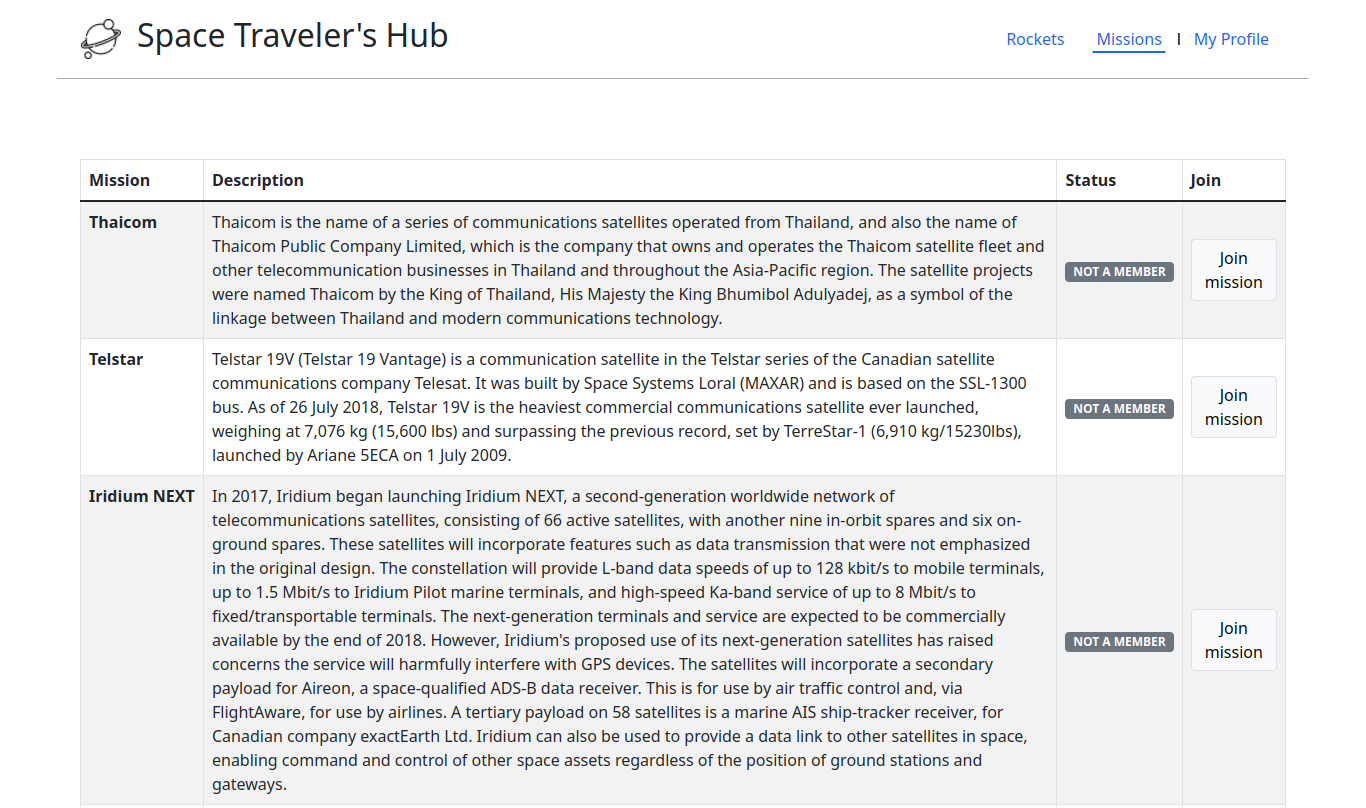 Space Traveler's Hub
Rockets Missions | My Profile
Mission Description Status Join
Thaicom
Thaicom is the name of a series of communications satellites operated from Thailand, and also the name of
Thaicom Public Company Limited, which is the company that owns and operates the Thaicom satellite fleet and
other telecommunication businesses in Thailand and throughout the Asia-Pacific region. The satellite projects
were named Thaicom by the King of Thailand, His Majesty the King Bhumibol Adulyadej, as a symbol of the
linkage between Thailand and modern communications technology.
NOT A MEMBER
Join
mission
Telstar
Telstar 19V (Telstar 19 Vantage) is a communication satellite in the Telstar series of the Canadian satellite
communications company Telesat. It was built by Space Systems Loral (MAXAR) and is based on the SSL-1300
bus. As of 26 July 2018, Telstar 19V is the heaviest commercial communications satellite ever launched,
weighing at 7,076 kg (15,600 lbs) and surpassing the previous record, set by TerreStar-1 (6,910 kg/15230lbs),
launched by Ariane 5ECA on 1 July 2009.
NOT A MEMBER
Join
mission
Iridium NEXT
In 2017, Iridium began launching Iridium NEXT, a second-generation worldwide network of
telecommunications satellites, consisting of 66 active satellites, with another nine in-orbit spares and six on-
ground spares. These satellites will incorporate features such as data transmission that were not emphasized
in the original design. The constellation will provide L-band data speeds of up to 128 kbit/s to mobile terminals,
up to 1.5 Mbit/s to Iridium Pilot marine terminals, and high-speed Ka-band service of up to 8 Mbit/s to
fixed/transportable terminals. The next-generation terminals and service are expected to be commercially
available by the end of 2018. However, Iridium's proposed use of its next-generation satellites has raised
concerns the service will harmfully interfere with GPS devices. The satellites will incorporate a secondary
payload for Aireon, a space-qualified ADS-B data receiver. This is for use by air traffic control and, via
FlightAware, for use by airlines. A tertiary payload on 58 satellites is a marine AIS ship-tracker receiver, for
Canadian company exactEarth Ltd. Iridium can also be used to provide a data link to other satellites in space,
enabling command and control of other space assets regardless of the position of ground stations and
gateways.
NOT A MEMBER
Join
mission